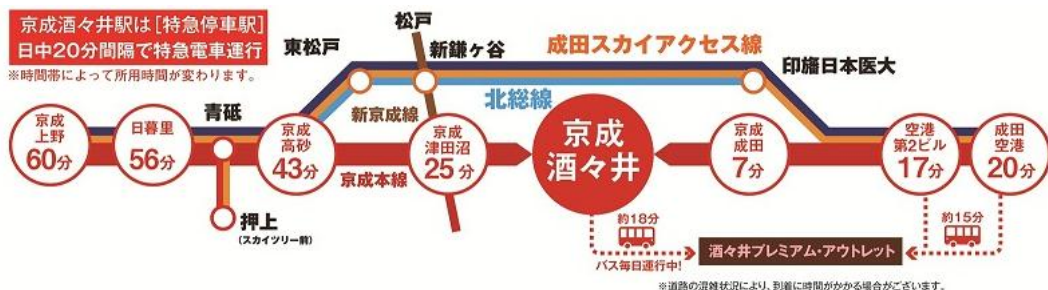 京成酒々井駅は[特急停車駅]
日中20分間隔で特急電車運行
※時間帯によって所用時間が変わります。
松戸
東松戸
新鎌ヶ谷
成田スカイアクセス線
印旛日本医大
北総線
新京成線
青砥
京成
上野
60分
日暮里
56分
京成
高砂
43分
京成本線
京成
津田沼
25分
京成
酒々井
京成
成田
7分
空港
第2ビル
17分
成田
空港
20分
押上
(スカイツリー前)
約18分
バス毎日運行中!
酒々井プレミアム・アウトレット
約15分
※道路の混雑状況により、到着に時間がかかる場合がございます。